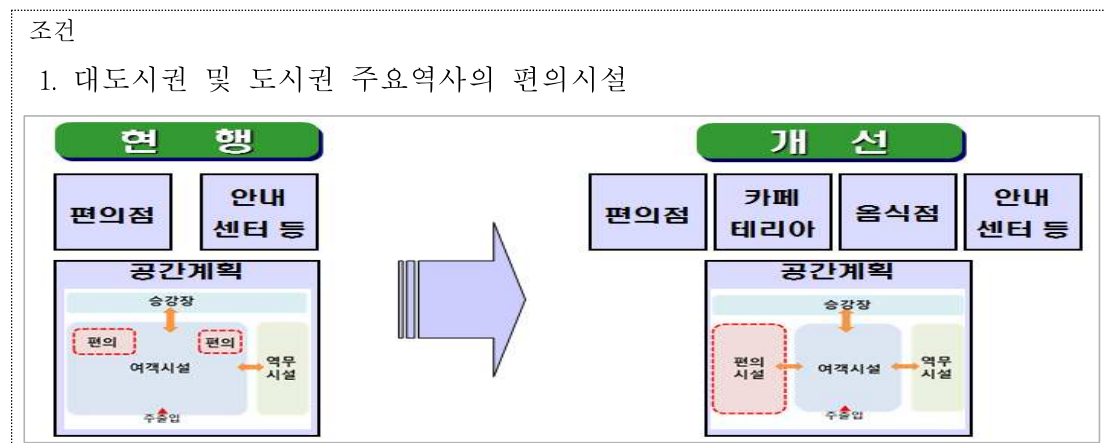 조건
1. 대도시권 및 도시권 주요역사의 편의시설
현 행
개 선
편의점
안내
센터 등
편의점
카페
테리아
음식점
안내
센터 등
공간계획
승강장
편의
편의
여객시설
역무
시설
주출입
공간계획
승강장
편의
시설
여객시설
역무
시설
주출입